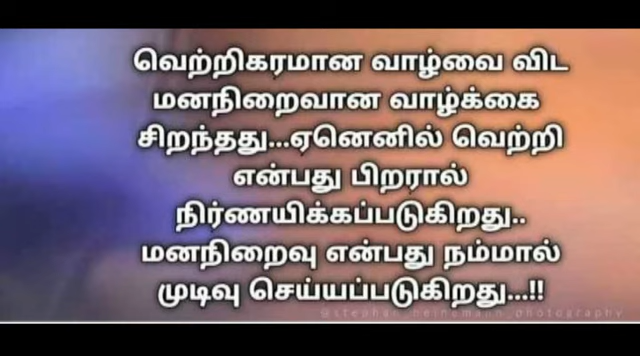 வெற்றிகரமான வாழ்வை விட
மனநிறைவான வாழ்க்கை
சிறந்தது...ஏனெனில் வெற்றி
என்பது பிறரால்
நிர்ணயிக்கப்படுகிறது..
மனநிறைவு என்பது நம்மால்
முடிவு செய்யப்படுகிறது...!!